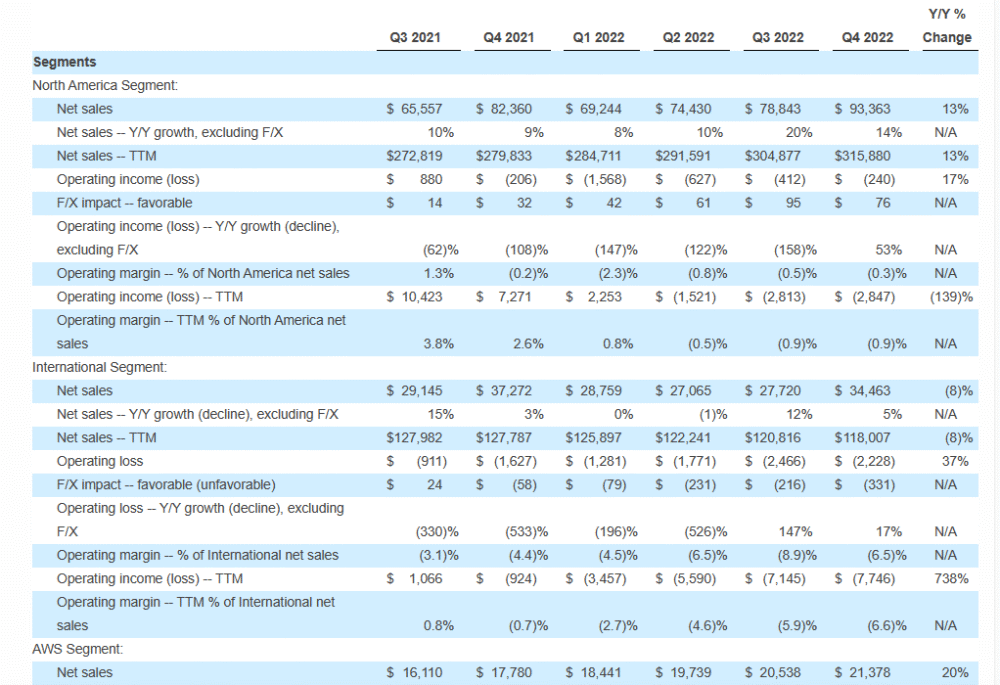 Y/Y %
Q3 2021 Q4 2021 Q1 2022 Q2 2022 Q3 2022 Q4 2022 Change
Segments
North America Segment:
Net sales $ 65,557 $ 82,360 $ 69,244 $ 74,430 $ 78,843 $ 93,363 13%
Net sales -- Y/Y growth, excluding F/X 10% 9% 8% 10% 20% 14% N/A
Net sales -- TTM $272,819 $279,833 $284,711 $291,591 $304,877 $315,880 13%
Operating income (loss) $ 880 $ (206) $ (1,568) $ (627) $ (412) $ (240) 17%
F/X impact -- favorable $ 14 $ 32 $ 42 $ 61 $ 95 $ 76 N/A
Operating income (loss) -- Y/Y growth (decline),
excluding F/X (62)% (108)% (147)% (122)% (158)% 53% N/A
Operating margin -- % of North America net sales 1.3% (0.2)% (2.3)% (0.8)% (0.5)% (0.3)% N/A
Operating income (loss) -- TTM $ 10,423 $ 7,271 $ 2,253 $ (1,521) $ (2,813) $ (2,847) (139)%
Operating margin -- TTM % of North America net
sales 3.8% 2.6% 0.8% (0.5)% (0.9)% (0.9)% N/A
International Segment:
Net sales $ 29,145 $ 37,272 $ 28,759 $ 27,065 $ 27,720 $ 34,463 (8)%
Net sales -- Y/Y growth (decline), excluding F/X 15% 3% 0% (1)% 12% 5% N/A
Net sales -- TTM $127,982 $127,787 $125,897 $122,241 $120,816 $118,007 (8)%
Operating loss $ (911) $ (1,627) $ (1,281) $ (1,771) $ (2,466) $ (2,228) 37%
F/X impact -- favorable (unfavorable) $ 24 $ (58) $ (79) $ (231) $ (216) $ (331) N/A
Operating loss -- Y/Y growth (decline), excluding
F/X (330)% (533)% (196)% (526)% 147% 17% N/A
Operating margin -- % of International net sales (3.1)% (4.4)% (4.5)% (6.5)% (8.9)% (6.5)% N/A
Operating income (loss) -- TTM $ 1,066 $ (924) $ (3,457) $ (5,590) $ (7,145) $ (7,746) 738%
Operating margin -- TTM % of International net
sales 0.8% (0.7)% (2.7)% (4.6)% (5.9)% (6.6)% N/A
AWS Segment:
Net sales $ 16,110 $ 17,780 $ 18,441 $ 19,739 $ 20,538 $ 21,378 20%